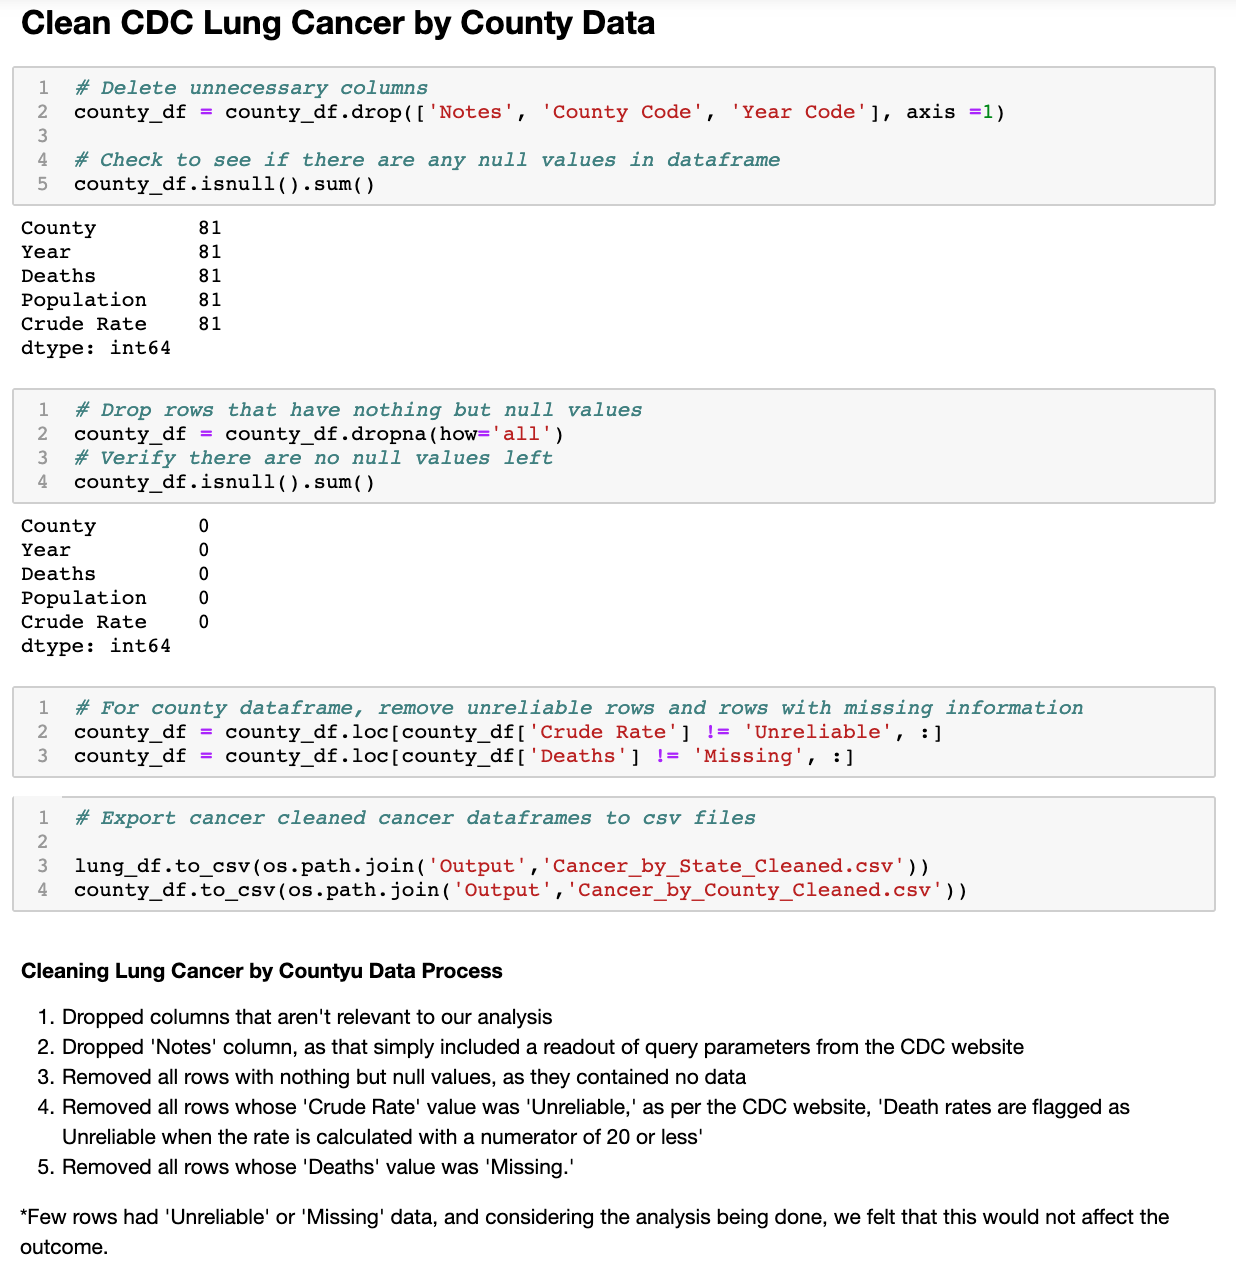 Clean CDC Lung Cancer by County Data
1 # Delete unnecessary columns
2 county_df = county_df.drop(['Notes', 'County Code', 'Year Code'], axis =1)
3
4 # Check to see if there are any null values in dataframe
5 county_df.isnull().sum()
County 81
Year 81
Deaths 81
Population 81
Crude Rate 81
dtype: int64
1 # Drop rows that have nothing but null values
2 county_df = county_df.dropna(how='all')
3 # Verify there are no null values left
4 county_df.isnull().sum()
County 0
Year 0
Deaths 0
Population 0
Crude Rate 0
dtype: int64
1 # For county dataframe, remove unreliable rows and rows with missing information
2 county_df = county_df.loc[county_df['Crude Rate'] != 'Unreliable', :]
3 county_df = county_df.loc[county_df['Deaths'] != 'Missing', :]
1 # Export cancer cleaned cancer dataframes to csv files
2
3 lung_df.to_csv(os.path.join('Output','Cancer_by_State_Cleaned.csv'))
4 county_df.to_csv(os.path.join('Output','Cancer_by_County_Cleaned.csv'))
Cleaning Lung Cancer by Countyu Data Process
1. Dropped columns that aren't relevant to our analysis
2. Dropped 'Notes' column, as that simply included a readout of query parameters from the CDC website
3. Removed all rows with nothing but null values, as they contained no data
4. Removed all rows whose 'Crude Rate' value was 'Unreliable,' as per the CDC website, 'Death rates are flagged as
Unreliable when the rate is calculated with a numerator of 20 or less'
5. Removed all rows whose 'Deaths' value was 'Missing.'
*Few rows had 'Unreliable' or 'Missing' data, and considering the analysis being done, we felt that this would not affect the
outcome.